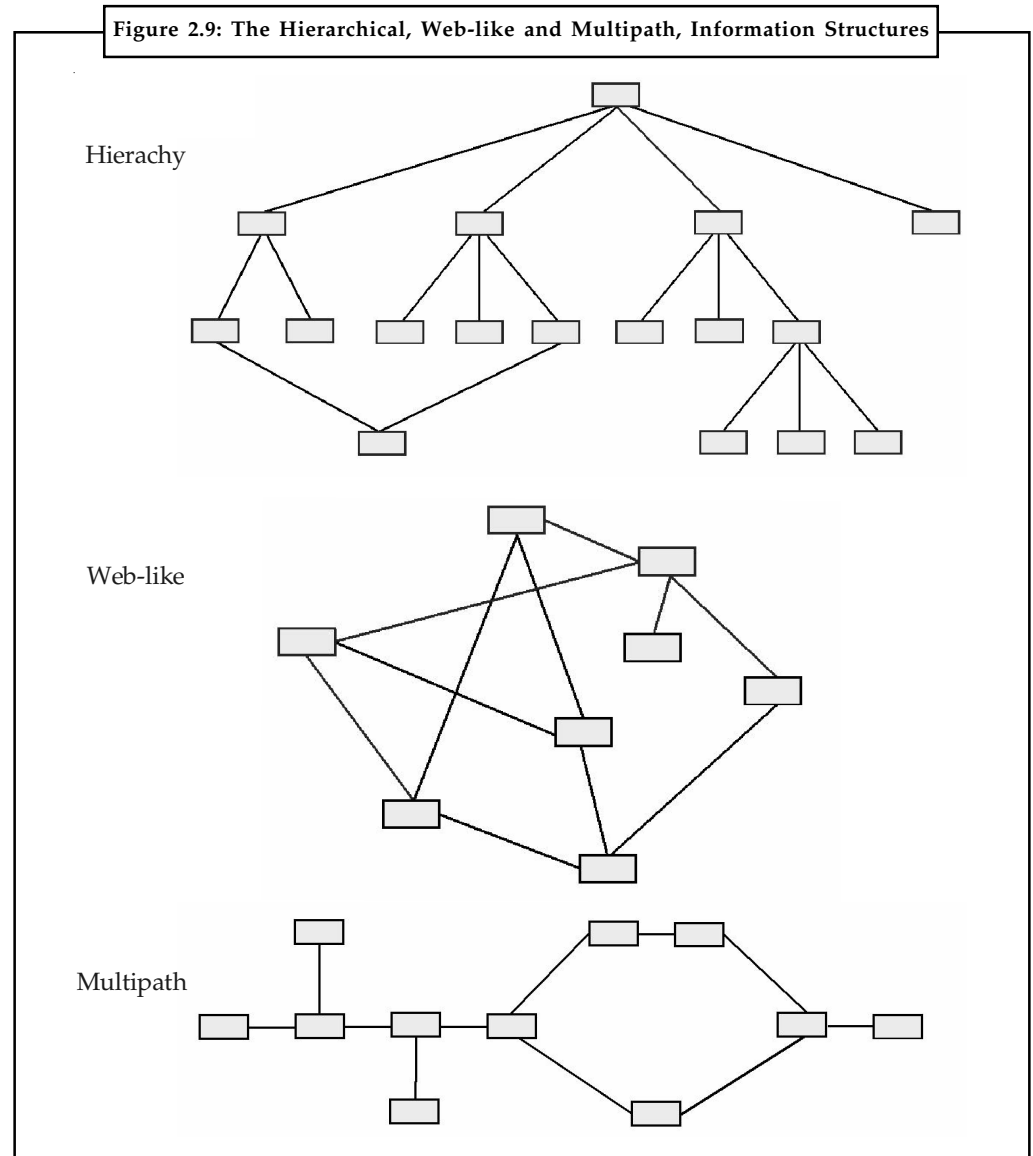 Figure 2.9: The Hierarchical, Web-like and Multipath, Information Structures
Hierachy
Web-like
Multipath